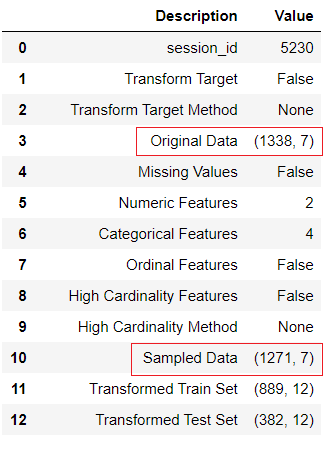 Description Value
0 session_id 5230
1 Transform Target False
2 Transform Target Method None
3 Original Data (1338, 7)
4 Missing Values False
5 Numeric Features 2
6 Categorical Features 4
7 Ordinal Features False
8 High Cardinality Features False
9 High Cardinality Method None
10 Sampled Data (1271, 7)
11 Transformed Train Set (889, 12)
12 Transformed Test Set (382, 12)